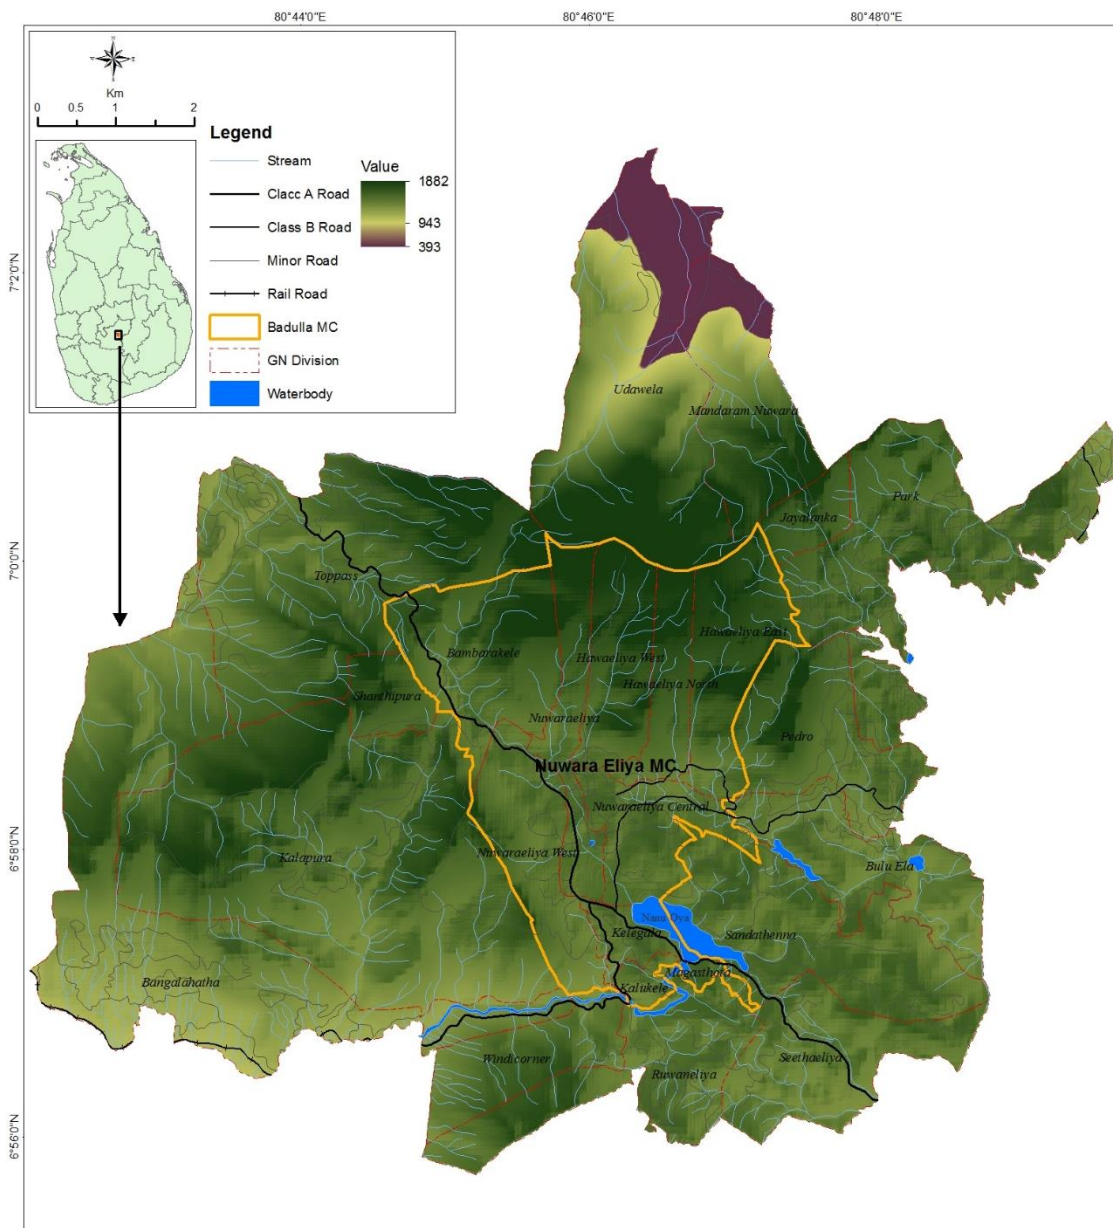 80°44'0"E
80°46'0"E
80°48'0"E
7°2'0"N
7°0'0"N
6°58'0"N
6°56'0"N
Km
0 0.5 1 2
Legend
Stream
Clacc A Road
Class B Road
Minor Road
Rail Road
Badulla MC
GN Division
Waterbody
Value
1882
943
393
Udawela
Mandaram Nuwara
Park
Jayalanka
Toppass
Hawaeliya East
Bambarakele
Hawaeliya West
Hawaeliya North
Shanthipura
Nuwaraeliya
Pedro
Nuwara Eliya MC
Nuwaraeliya Central
Nuwaraeliya West
Kalapura
Bulu Ela
Nanu Oya
Kelegala
Sandathenna
Magasthota
Bangalahatha
Kalukele
Windicorner
Seethaeliya
Ruwaneliya